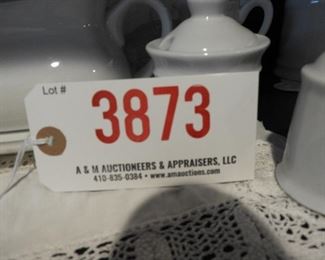 Lot #
3873
A & M AUCTIONEERS & APPRAISERS, LLC
410-835-0384 • www.amauctions.com